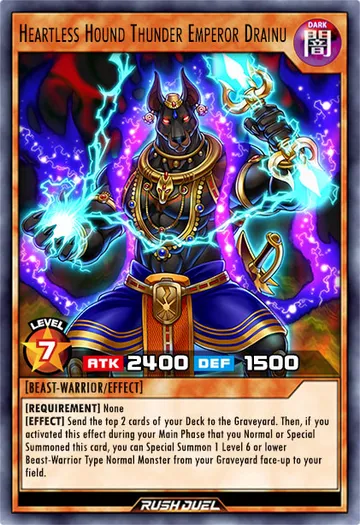 HEARTLESS HOUND THUNDER EMPEROR DRAINU
DARK
闇
LEVEL
7
ATK 2400 DEF 1500
[BEAST-WARRIOR/EFFECT]
[REQUIREMENT] None
[EFFECT] Send the top 2 cards of your Deck to the Graveyard. Then, if you
activated this effect during your Main Phase that you Normal or Special
Summoned this card, you can Special Summon 1 Level 6 or lower
Beast-Warrior Type Normal Monster from your Graveyard face-up to your
field.
RUSH DUEL